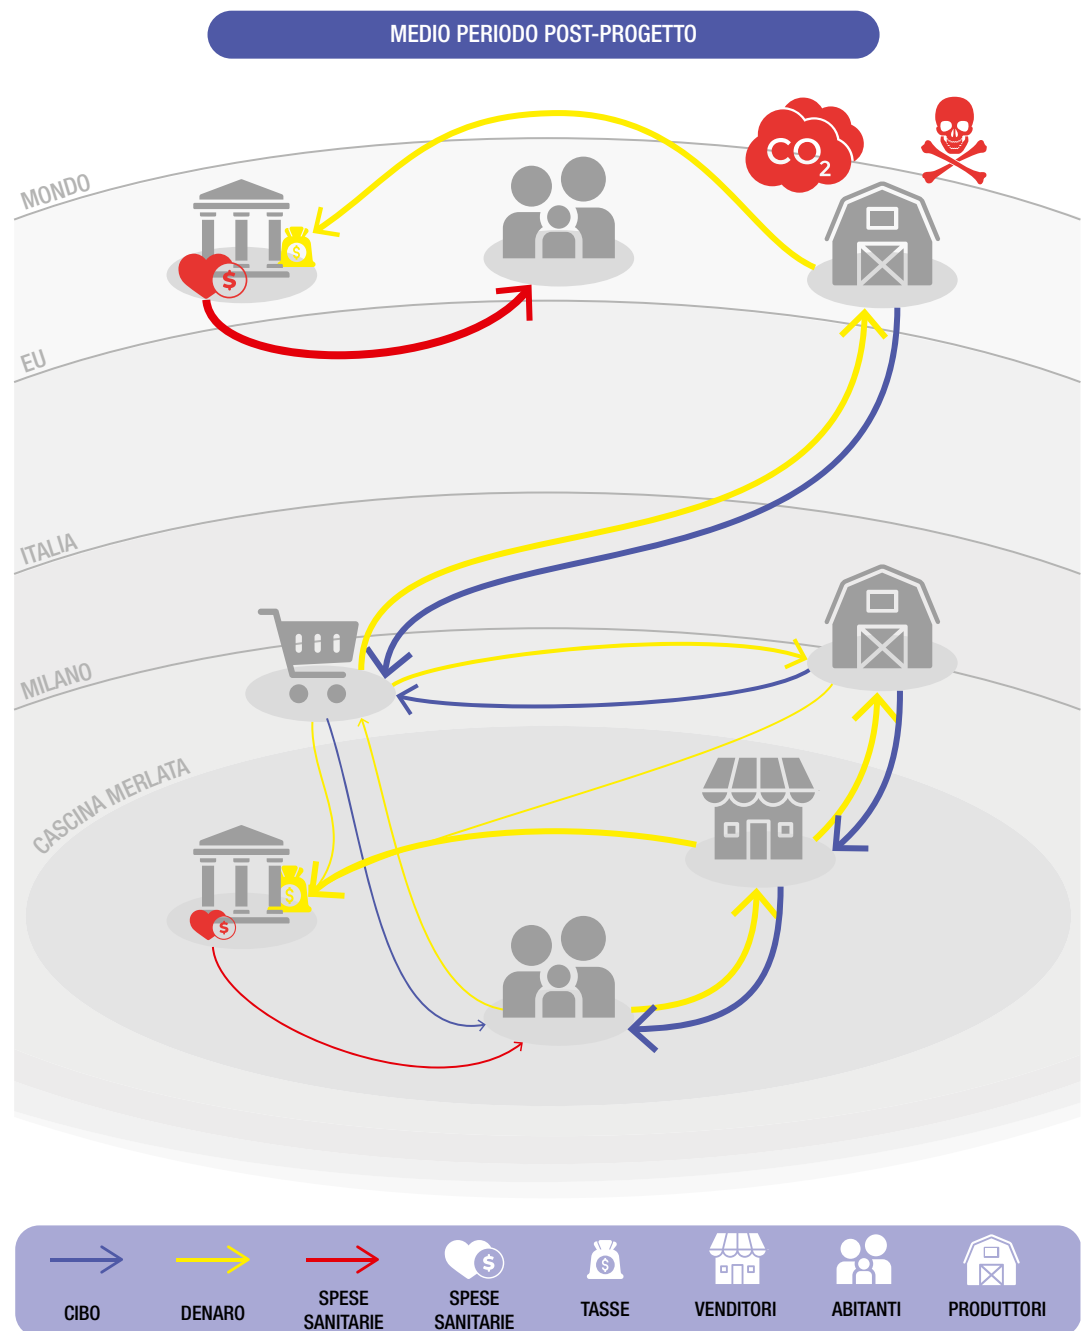 MEDIO PERIODO POST-PROGETTO
CO2
MONDO
$
$
EU
ITALIA
MILANO
CASCINA MERLATA
$
$
$
$
CIBO
DENARO
SPESE
SANITARIE
SPESE
SANITARIE
TASSE
VENDITORI
ABITANTI
PRODUTTORI